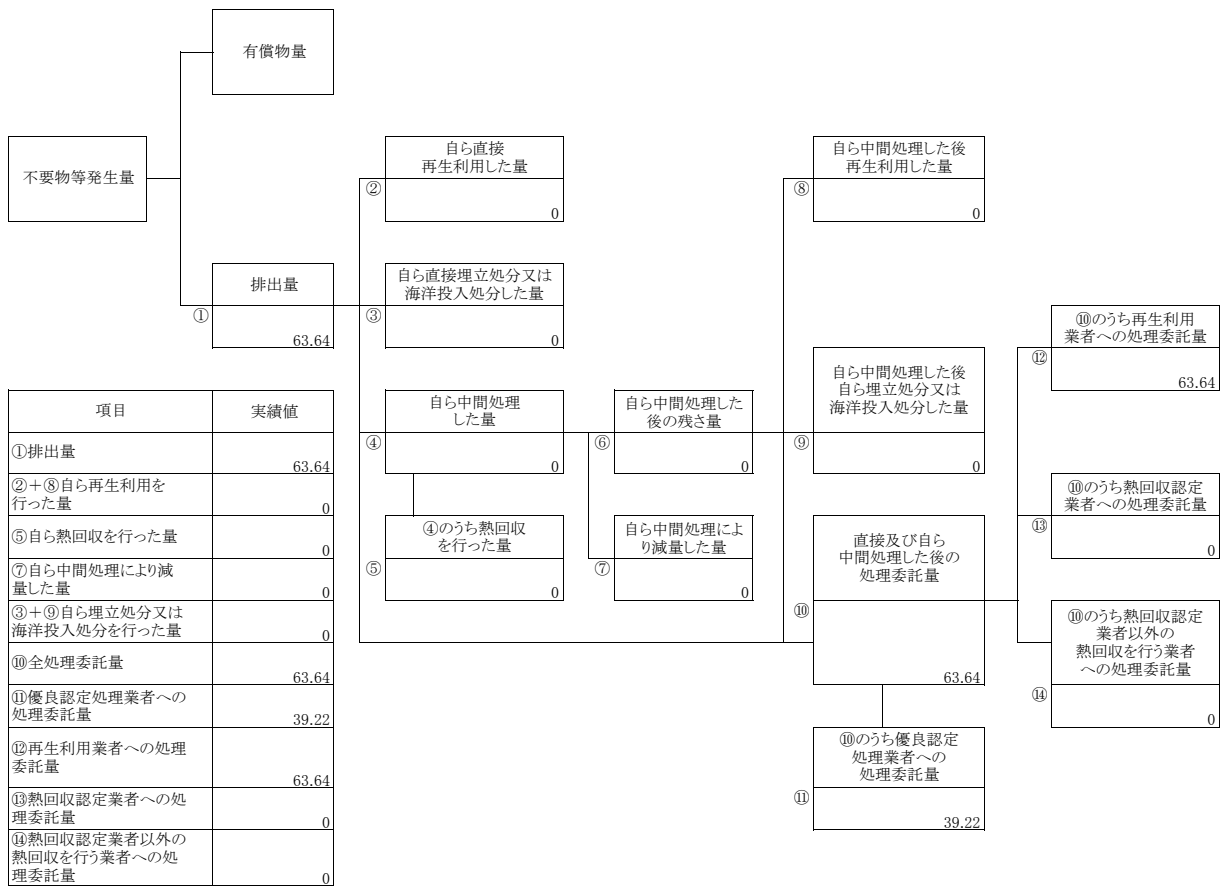 有償物量
不要物等発生量
排出量
①
63.64
自ら直接
再生利用した量
②
0
自ら直接埋立処分又は
海洋投入処分した量
③
0
自ら中間処理
した量
④
0
④のうち熱回収
を行った量
⑤
0
自ら中間処理した
後の残さ量
⑥
0
自ら中間処理によ
り減量した量
⑦
0
自ら中間処理した後
再生利用した量
⑧
0
自ら中間処理した後
自ら埋立処分又は
海洋投入処分した量
⑨
0
直接及び自ら
中間処理した後の
処理委託量
⑩
63.64
⑩のうち優良認定
処理業者への
処理委託量
⑪
39.22
⑩のうち再生利用
業者への処理委託量
⑫
63.64
⑩のうち熱回収認定
業者への処理委託量
⑬
0
⑩のうち熱回収認定
業者以外の
熱回収を行う業者
への処理委託量
⑭
0
項目 実績値
①排出量
63.64
②+⑧自ら再生利用を
行った量
0
⑤自ら熱回収を行った量
0
⑦自ら中間処理により減
量した量
0
③+⑨自ら埋立処分又は
海洋投入処分を行った量
0
⑩全処理委託量
63.64
⑪優良認定処理業者への
処理委託量
39.22
⑫再生利用業者への処理
委託量
63.64
⑬熱回収認定業者への処
理委託量
0
⑭熱回収認定業者以外の
熱回収を行う業者への処
理委託量
0